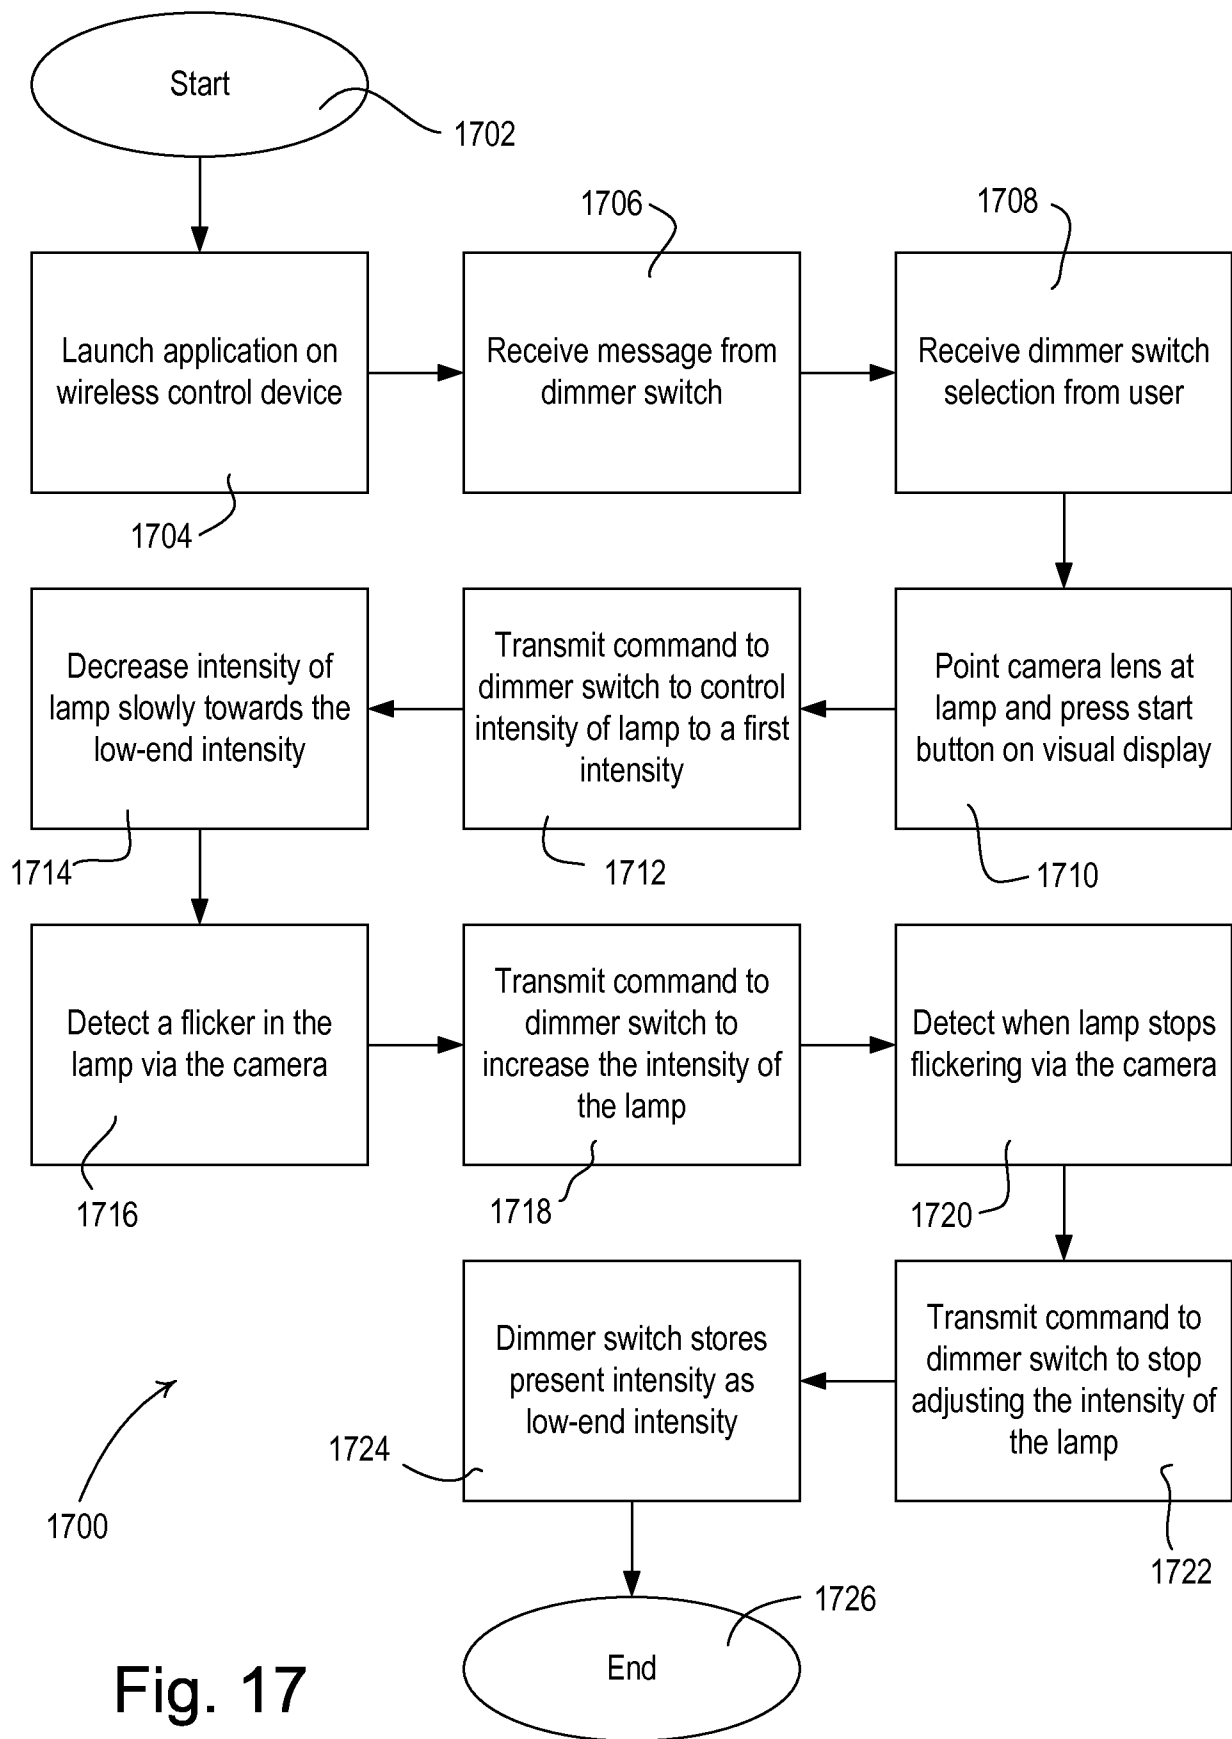 Start
1702
1706
1708
Launch application on
wireless control device
1704
Receive message from
dimmer switch
Receive dimmer switch
selection from user
Point camera lens at
lamp and press start
button on visual display
1710
Transmit command to
dimmer switch to control
intensity of lamp to a first
intensity
1712
Decrease intensity of
lamp slowly towards the
low-end intensity
1714
Detect a flicker in the
lamp via the camera
1716
Transmit command to
dimmer switch to
increase the intensity of
the lamp
1718
Detect when lamp stops
flickering via the camera
1720
Transmit command to
dimmer switch to stop
adjusting the intensity of
the lamp
1722
Dimmer switch stores
present intensity as
low-end intensity
1724
1700
1726
End
Fig. 17